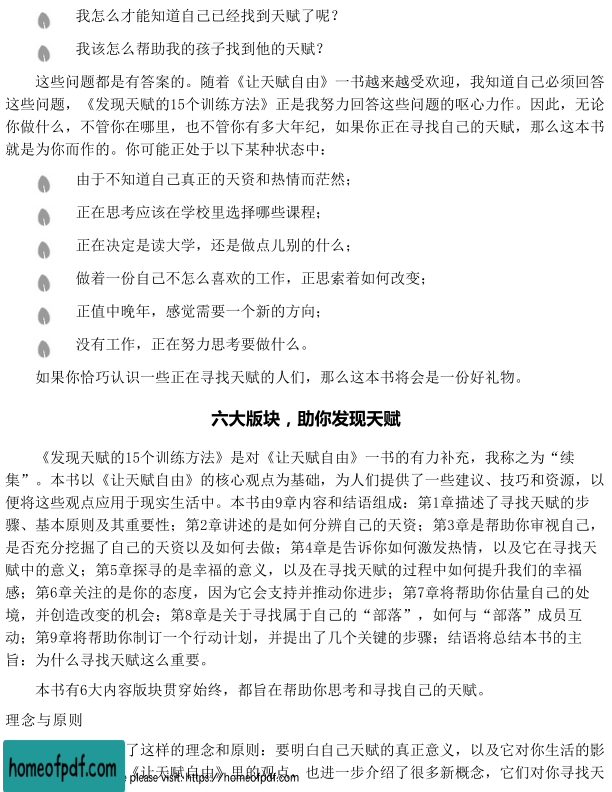 我怎么才能知道自己已经找到天赋了呢？
我该怎么帮助我的孩子找到他的天赋？
这些问题都是有答案的。随着《让天赋自由》一书越来越受欢迎，我知道自己必须回答
这些问题，《发现天赋的15个训练方法》正是我努力回答这些问题的呕心力作。因此，无论
你做什么，不管你在哪里，也不管你有多大年纪，如果你正在寻找自己的天赋，那么这本书
就是为你而作的。你可能正处于以下某种状态中：
由于不知道自己真正的天资和热情而茫然；
正在思考应该在学校里选择哪些课程；
正在决定是读大学，还是做点儿别的什么；
做着一份自己不怎么喜欢的工作，正思索着如何改变；
正值中晚年，感觉需要一个新的方向；
没有工作，正在努力思考要做什么。
如果你恰巧认识一些正在寻找天赋的人们，那么这本书将会是一份好礼物。
六大版块，助你发现天赋
《发现天赋的15个训练方法》是对《让天赋自由》一书的有力补充，我称之为“续
集”。本书以《让天赋自由》的核心观点为基础，为人们提供了一些建议、技巧和资源，以
便将这些观点应用于现实生活中。本书由9章内容和结语组成：第1章描述了寻找天赋的步
骤、基本原则及其重要性；第2章讲述的是如何分辨自己的天资；第3章是帮助你审视自己，
是否充分挖掘了自己的天资以及如何去做；第4章是告诉你如何激发热情，以及它在寻找天
赋中的意义；第5章探寻的是幸福的意义，以及在寻找天赋的过程中如何提升我们的幸福
感；第6章关注的是你的态度，因为它会支持并推动你进步；第7章将帮助你估量自己的处
境，并创造改变的机会；第8章是关于寻找属于自己的“部落”，如何与“部落”成员互
动；第9章将帮助你制订一个行动计划，并提出了几个关键的步骤；结语将总结本书的主
旨：为什么寻找天赋这么重要。
本书有6大内容版块贯穿始终，都旨在帮助你思考和寻找自己的天赋。
理念与原则
了这样的理念和原则：要明白自己天赋的真正意义，以及它对你生活的影
《让天赋自由》里的观点，也进一步介绍了很多新概念，它们对你寻找天
homeofpdf.com
please visit: https://homeofpdf.com